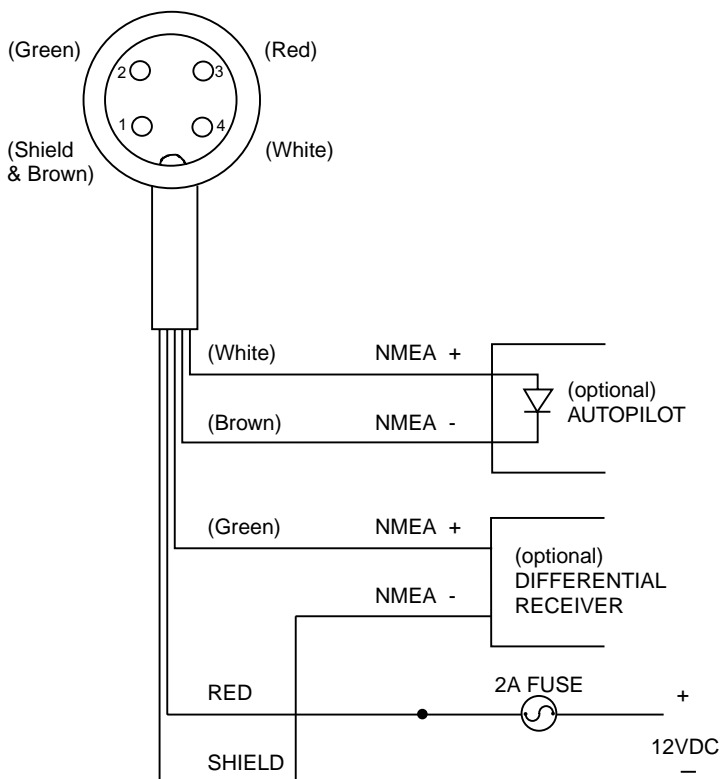 (Green)
(Red)
2
3
1
4
(Shield
& Brown)
(White)
(White) NMEA +
(optional)
AUTOPILOT
(Brown) NMEA -
(Green) NMEA +
(optional)
DIFFERENTIAL
RECEIVER
NMEA -
RED
2A FUSE
+
12VDC
SHIELD
–